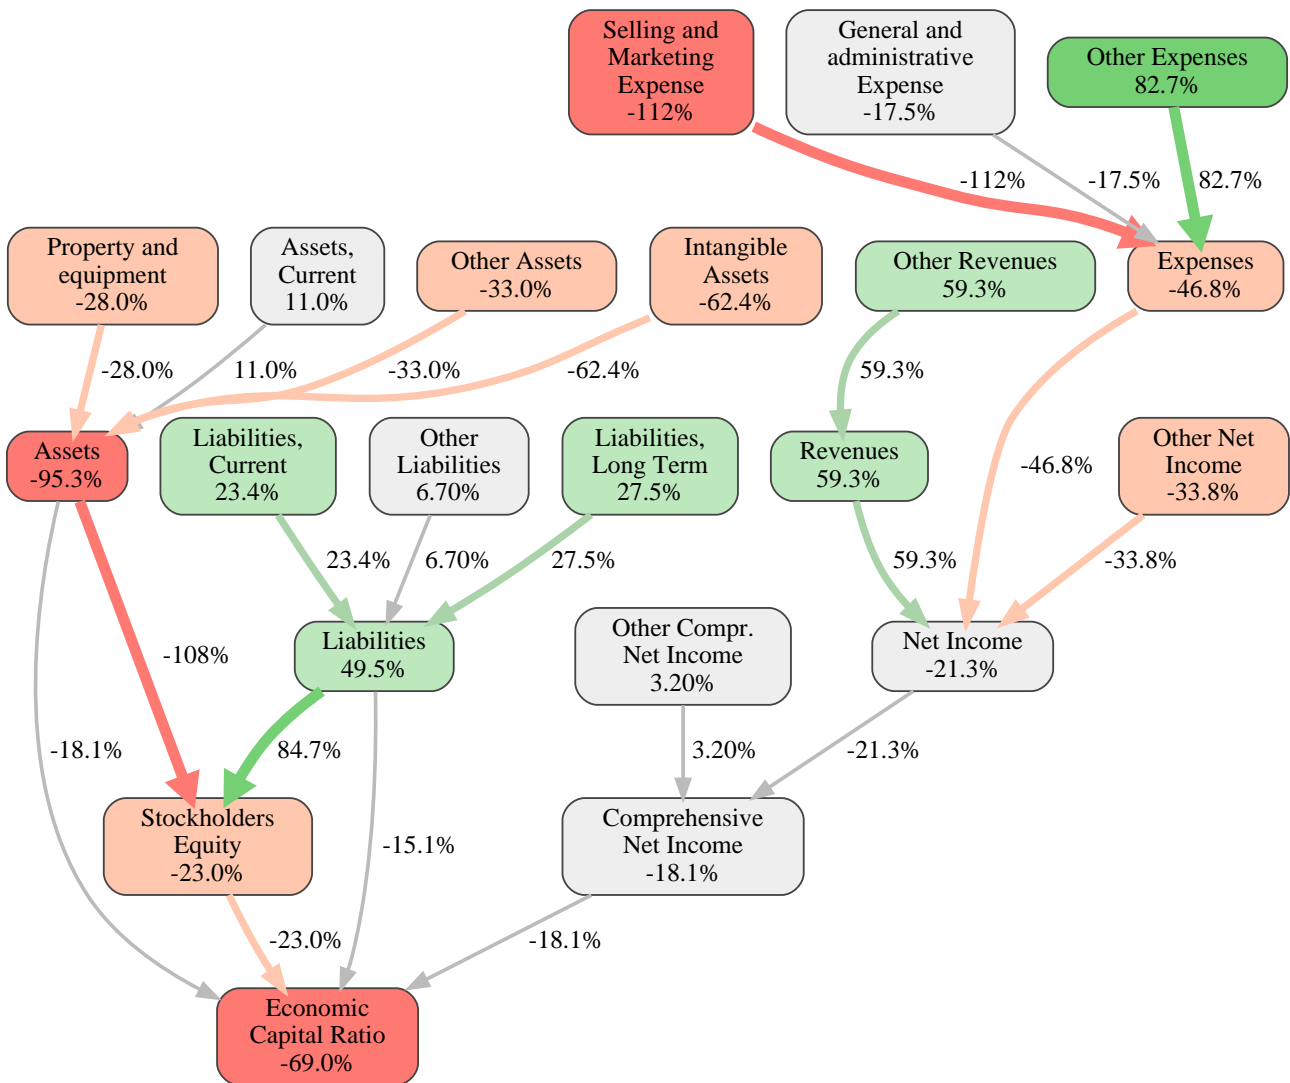 Selling and
Marketing
Expense
-112%
General and
administrative
Expense
-17.5%
Other Expenses
82.7%
-112%
-17.5%
82.7%
Property and
equipment
-28.0%
Assets,
Current
11.0%
Other Assets
-33.0%
Intangible
Assets
-62.4%
Other Revenues
59.3%
Expenses
-46.8%
-28.0%
11.0%
-33.0%
-62.4%
59.3%
Assets
-95.3%
Liabilities,
Current
23.4%
Other
Liabilities
6.70%
Liabilities,
Long Term
27.5%
Revenues
59.3%
-46.8%
Other Net
Income
-33.8%
23.4%
6.70%
27.5%
59.3%
-33.8%
-108%
Liabilities
49.5%
Other Compr.
Net Income
3.20%
Net Income
-21.3%
-18.1%
84.7%
3.20%
-21.3%
Stockholders
Equity
-23.0%
-15.1%
Comprehensive
Net Income
-18.1%
-23.0%
-18.1%
Economic
Capital Ratio
-69.0%